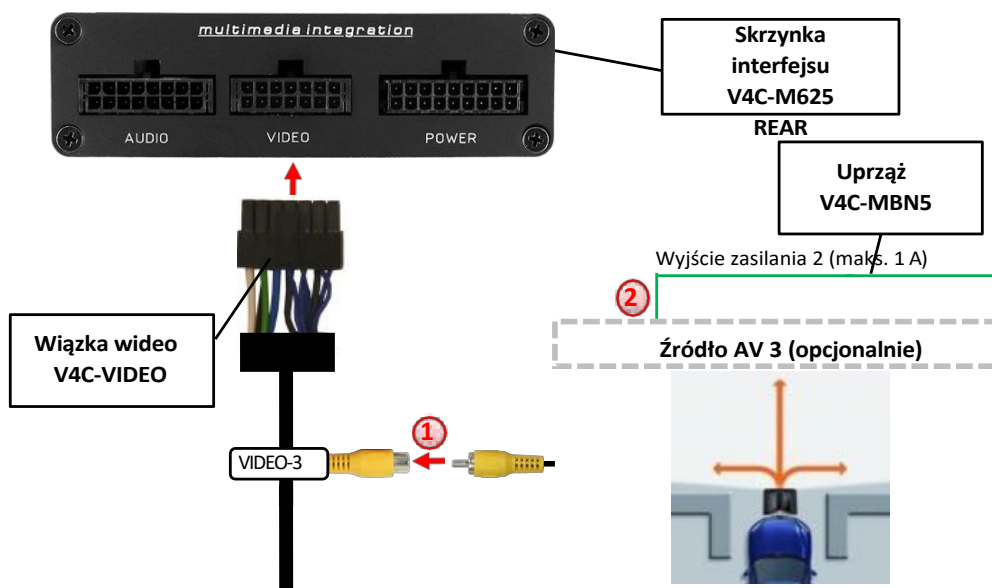 multimedia integration
AUDIO
VIDEO
POWER
Skrzynka
interfejsu
V4C-M625
REAR
Uprząż
V4C-MBN5
Wyjście zasilania 2 (maks. 1 A)
2
Źródło AV 3 (opcjonalnie)
Wiązka wideo
V4C-VIDEO
1
VIDEO-3